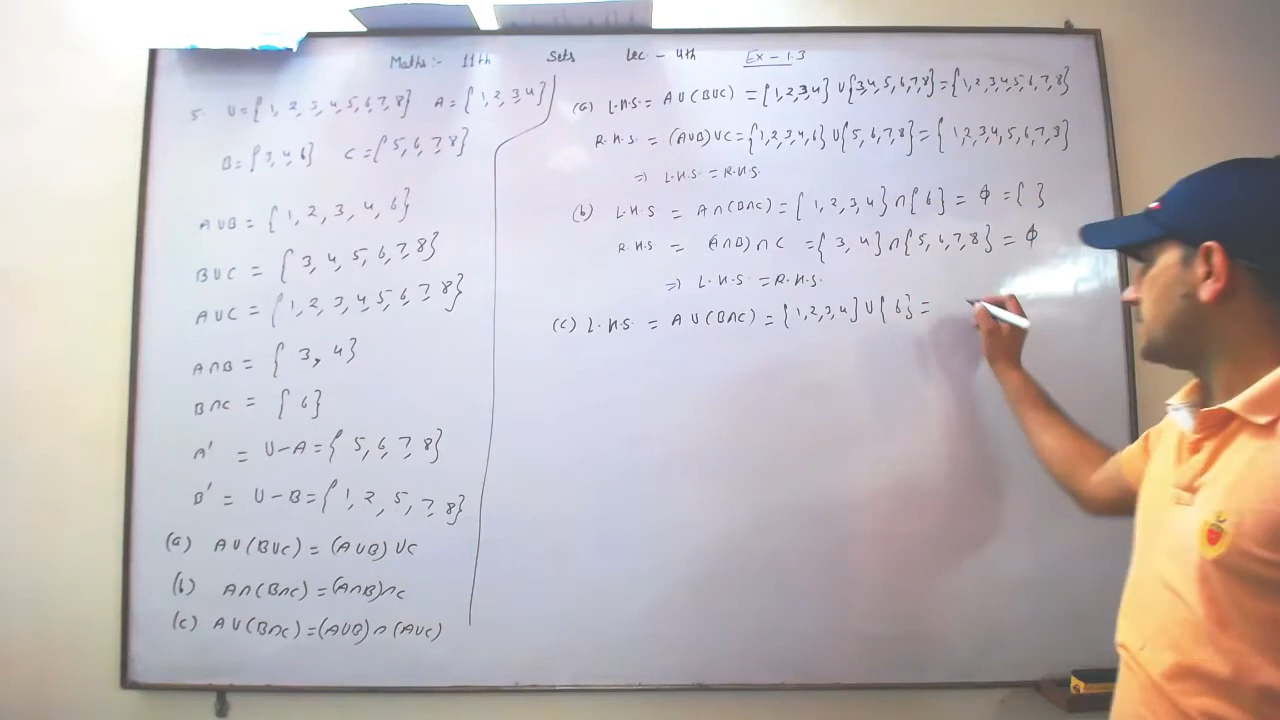 Maths:- 11th Sets Lec - 4th Ex - 1.3
5. U = {1, 2, 3, 4, 5, 6, 7, 8} A = {1, 2, 3, 4}
B = {3, 4, 6} C = {5, 6, 7, 8}
A∪B = {1, 2, 3, 4, 6}
B∪C = {3, 4, 5, 6, 7, 8}
A∪C = {1, 2, 3, 4, 5, 6, 7, 8}
A∩B = {3, 4}
B∩C = {6}
A' = U-A = {5, 6, 7, 8}
B' = U-B = {1, 2, 5, 7, 8}
(a) A∪(B∪C) = (A∪B)∪C
(b) A∩(B∩C) = (A∩B)∩C
(c) A∪(B∩C) = (A∪B)∩(A∪C)
(a) L.H.S. = A∪(B∪C) = {1,2,3,4} ∪ {3,4,5,6,7,8} = {1,2,3,4,5,6,7,8}
R.H.S. = (A∪B)∪C = {1,2,3,4,6} ∪ {5,6,7,8} = {1,2,3,4,5,6,7,8}
⇒ L.H.S. = R.H.S.
(b) L.H.S = A∩(B∩C) = {1,2,3,4} ∩ {6} = ϕ = { }
R.H.S = (A∩B)∩C = {3,4} ∩ {5,6,7,8} = ϕ
⇒ L.H.S. = R.H.S.
(c) L.H.S. = A∪(B∩C) = {1,2,3,4} ∪ {6} =